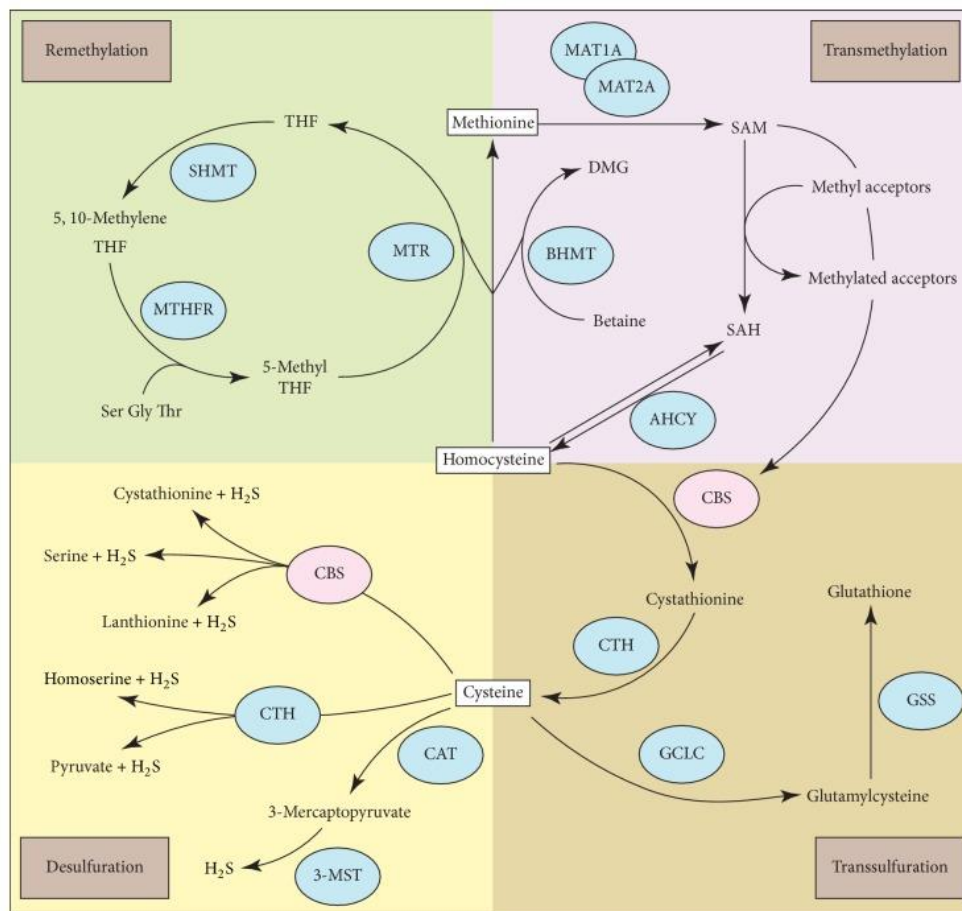 Remethylation
Transmethylation
MAT1A
MAT2A
THF
Methionine
SAM
SHMT
DMG
Methyl acceptors
5, 10-Methylene
THF
MTR
BHMT
Methylated acceptors
MTHFR
Betaine
SAH
5-Methyl
THF
Ser Gly Thr
AHCY
Homocysteine
CBS
Cystathionine + H₂S
Serine + H₂S
CBS
Lanthionine + H₂S
Cystathionine
Glutathione
CTH
Homoserine + H₂S
Cysteine
CTH
GSS
Pyruvate + H₂S
CAT
GCLC
3-Mercaptopyruvate
Glutamylcysteine
Desulfuration
H₂S
3-MST
Transsulfuration